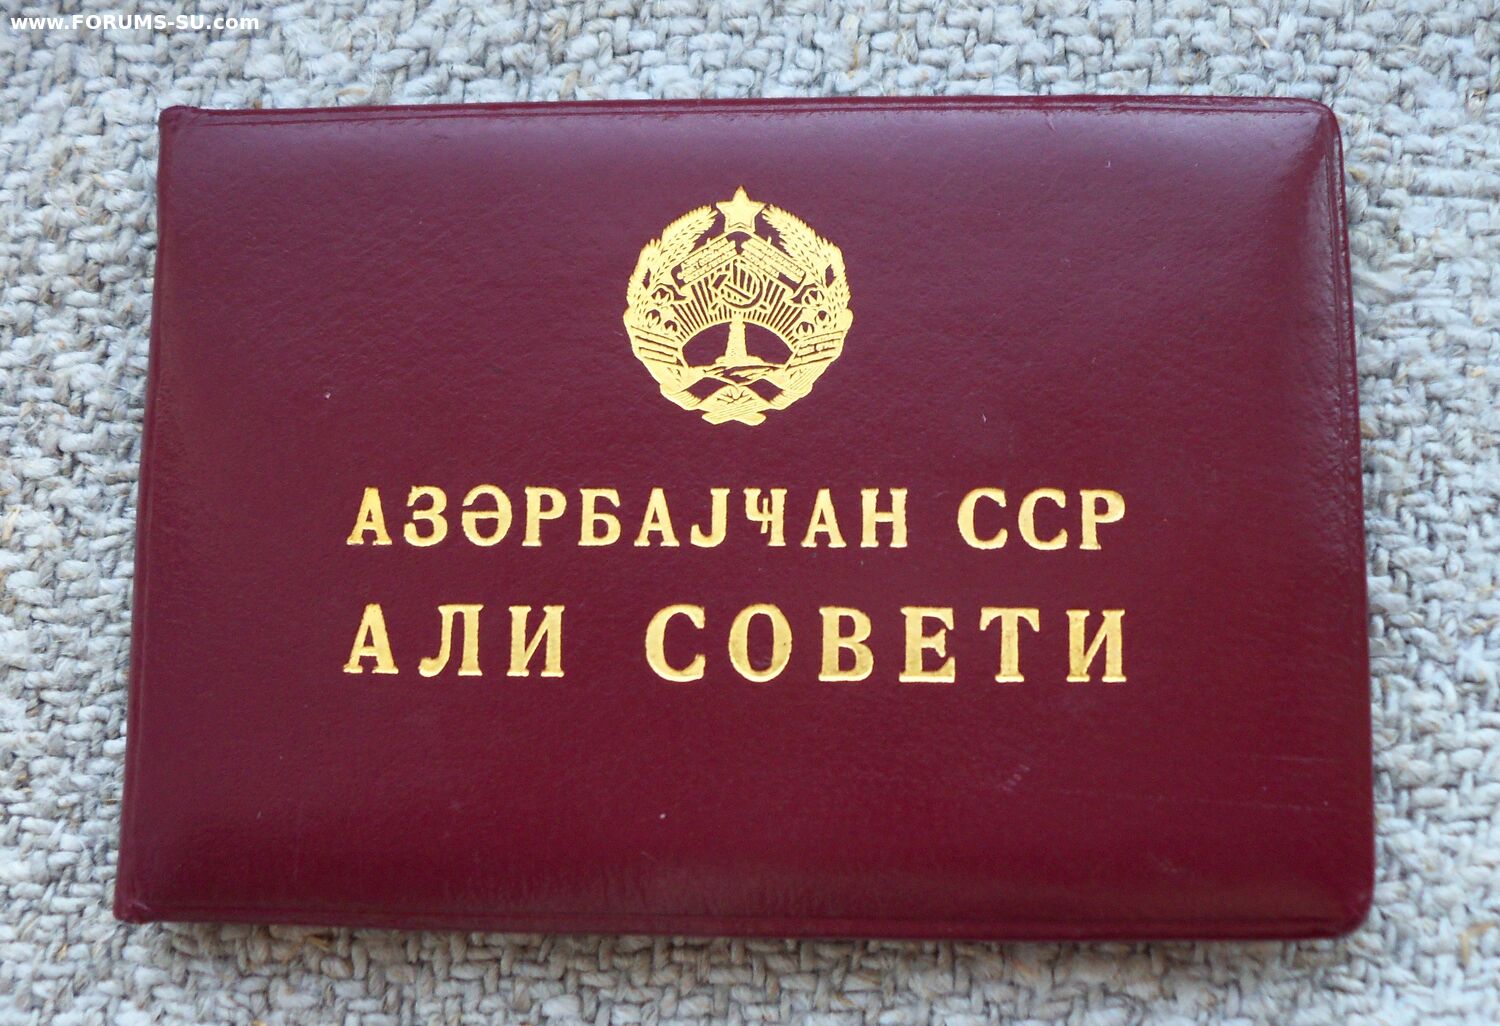 www.FORUMS-SU.com
АЗӘРБАЈҸАН ССР
АЛИ СОВЕТИ